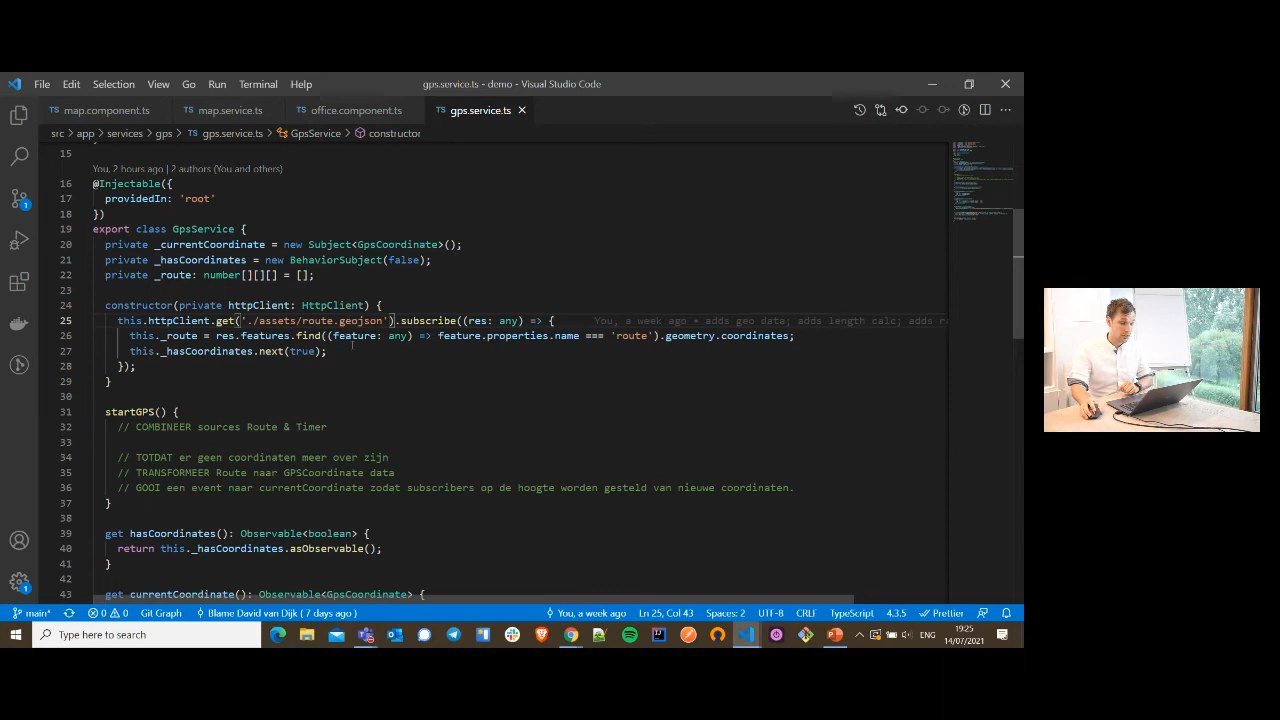 File Edit Selection View Go Run Terminal Help gps.service.ts - demo - Visual Studio Code
TS map.component.ts TS map.service.ts TS office.component.ts TS gps.service.ts
src > app > services > gps > TS gps.service.ts > GpsService > constructor
15
You, 2 hours ago | 2 authors (You and others)
16 @Injectable({
17 providedIn: 'root'
18 })
19 export class GpsService {
20 private _currentCoordinate = new Subject<GpsCoordinate>();
21 private _hasCoordinates = new BehaviorSubject(false);
22 private _route: number[][][] = [];
23
24 constructor(private httpClient: HttpClient) {
25 this.httpClient.get('./assets/route.geojson').subscribe((res: any) => { You, a week ago • adds geo data; adds length calc; adds
26 this._route = res.features.find((feature: any) => feature.properties.name === 'route').geometry.coordinates;
27 this._hasCoordinates.next(true);
28 });
29 }
30
31 startGPS() {
32 // COMBINEER sources Route & Timer
33
34 // TOTDAT er geen coordinaten meer over zijn
35 // TRANSFORMEER Route naar GPSCoordinate data
36 // GOOI een event naar currentCoordinate zodat subscribers op de hoogte worden gesteld van nieuwe coordinaten.
37 }
38
39 get hasCoordinates(): Observable<boolean> {
40 return this._hasCoordinates.asObservable();
41 }
42
43 get currentCoordinate(): Observable<GpsCoordinate> {
main* 0 0 Git Graph Blame David van Dijk ( 7 days ago ) You, a week ago Ln 25, Col 43 Spaces: 2 UTF-8 CRLF TypeScript 4.3.5 Prettier
Type here to search ENG 19:25
14/07/2021